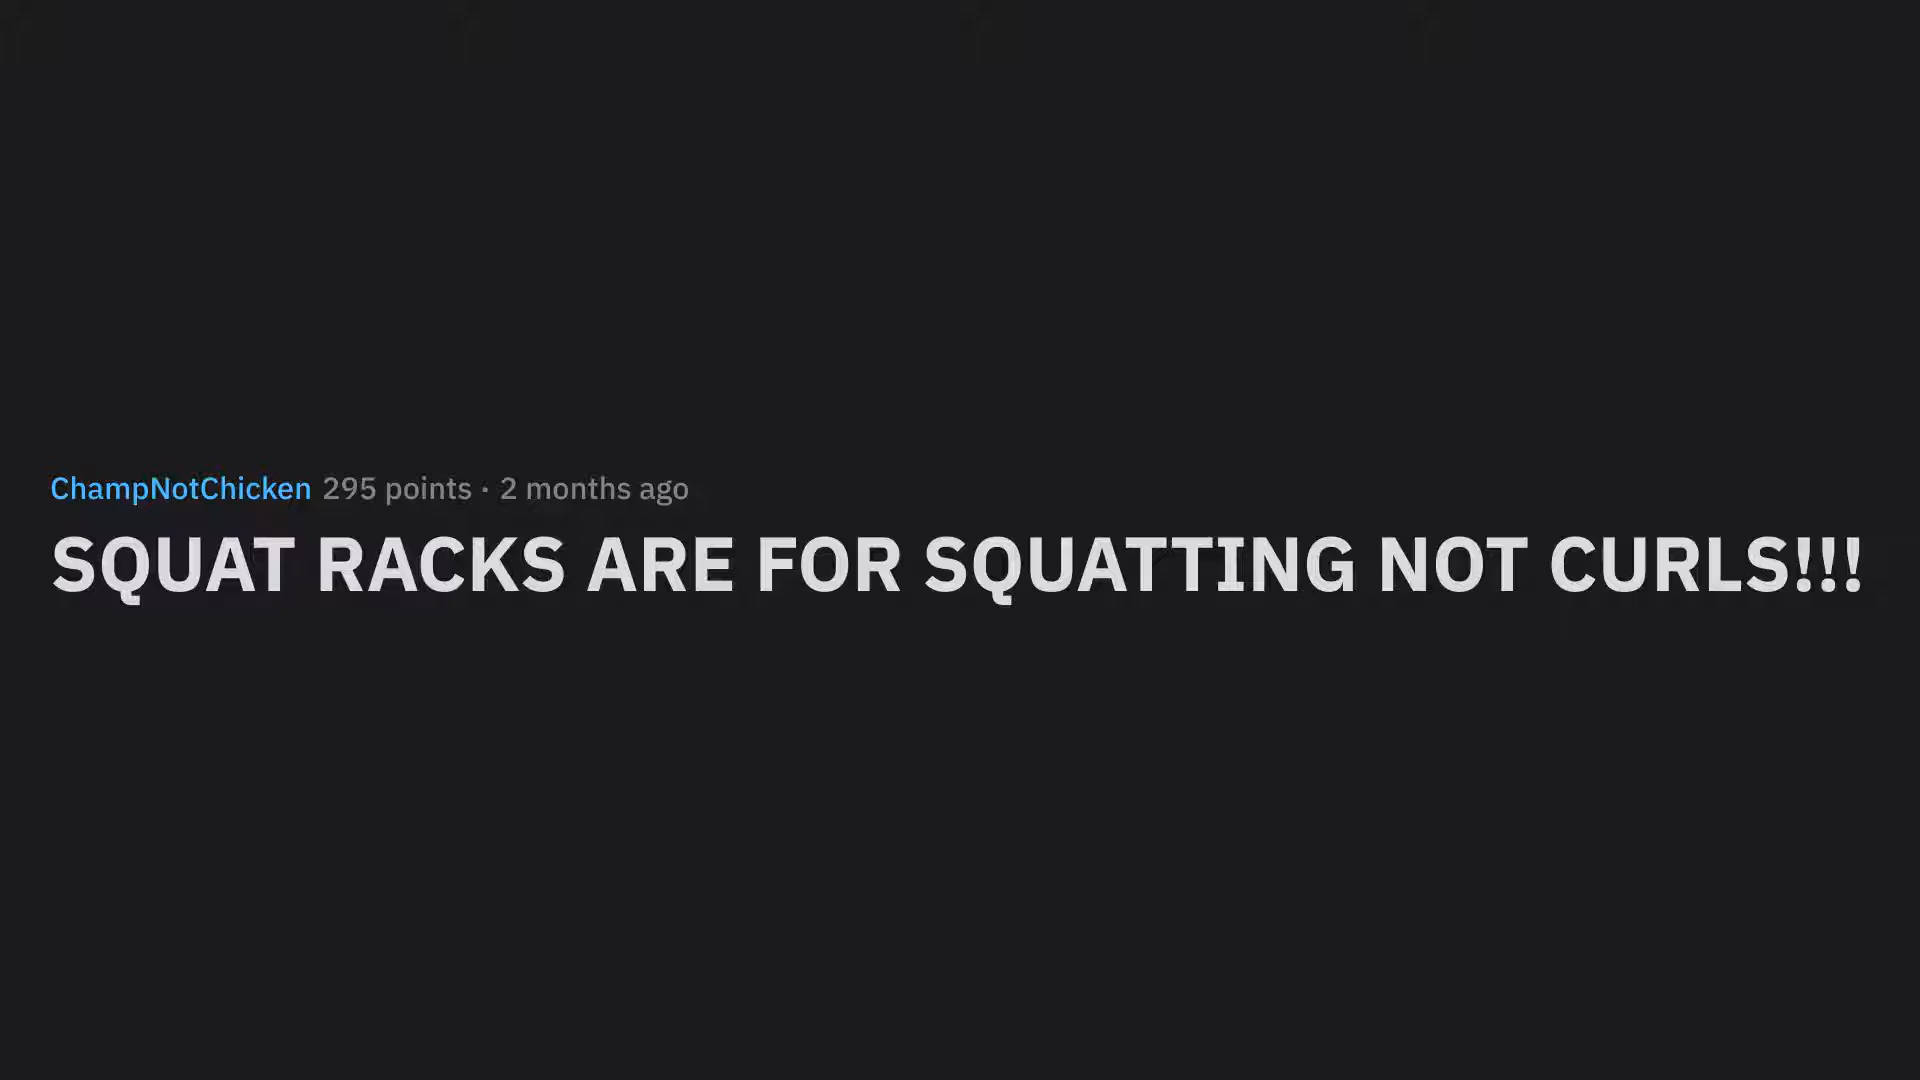 ChampNotChicken 295 points · 2 months ago
SQUAT RACKS ARE FOR SQUATTING NOT CURLS!!!